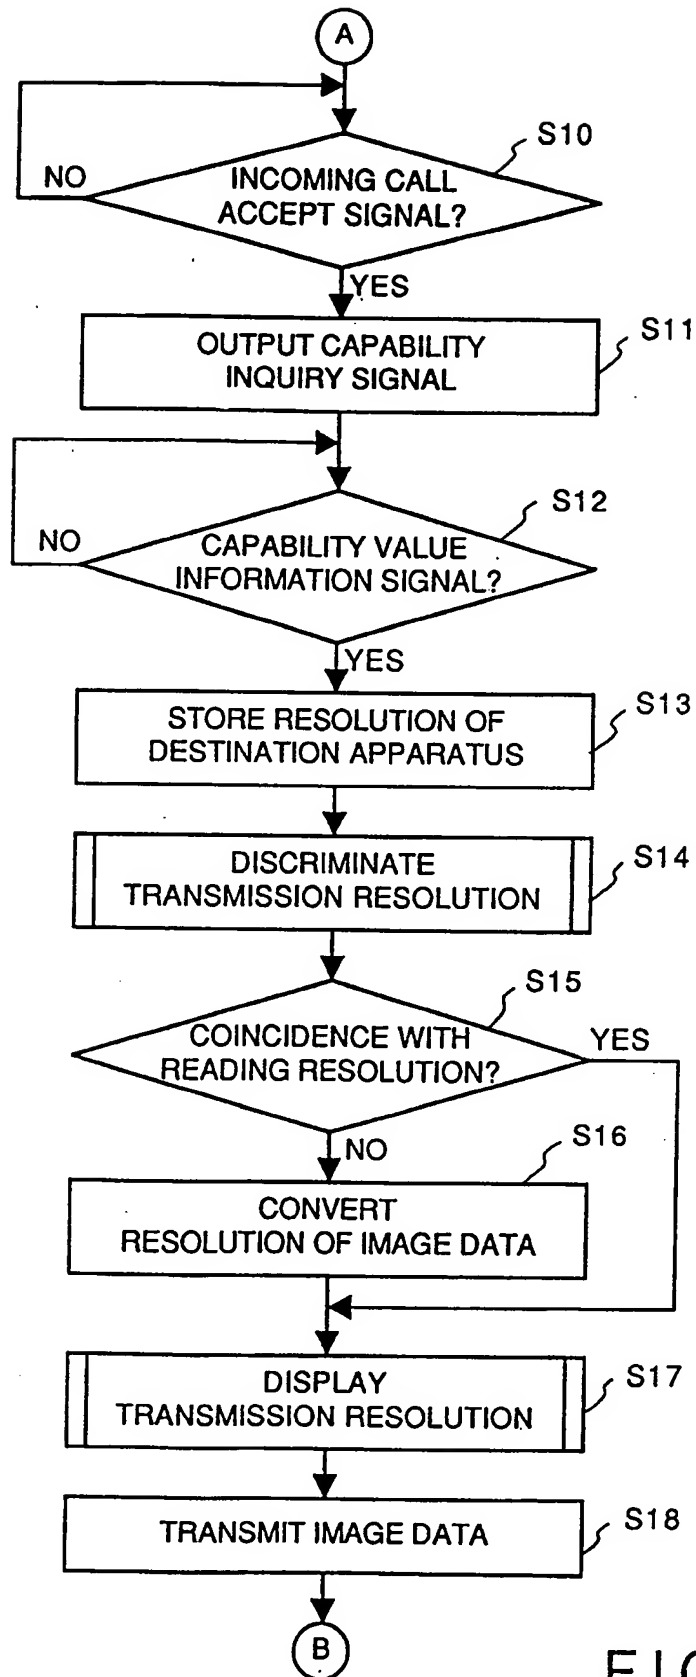 A
S10
NO
INCOMING CALL
ACCEPT SIGNAL?
YES
S11
OUTPUT CAPABILITY
INQUIRY SIGNAL
S12
NO
CAPABILITY VALUE
INFORMATION SIGNAL?
YES
S13
STORE RESOLUTION OF
DESTINATION APPARATUS
S14
DISCRIMINATE
TRANSMISSION RESOLUTION
S15
COINCIDENCE WITH
READING RESOLUTION?
YES
NO
S16
CONVERT
RESOLUTION OF IMAGE DATA
S17
DISPLAY
TRANSMISSION RESOLUTION
S18
TRANSMIT IMAGE DATA
B